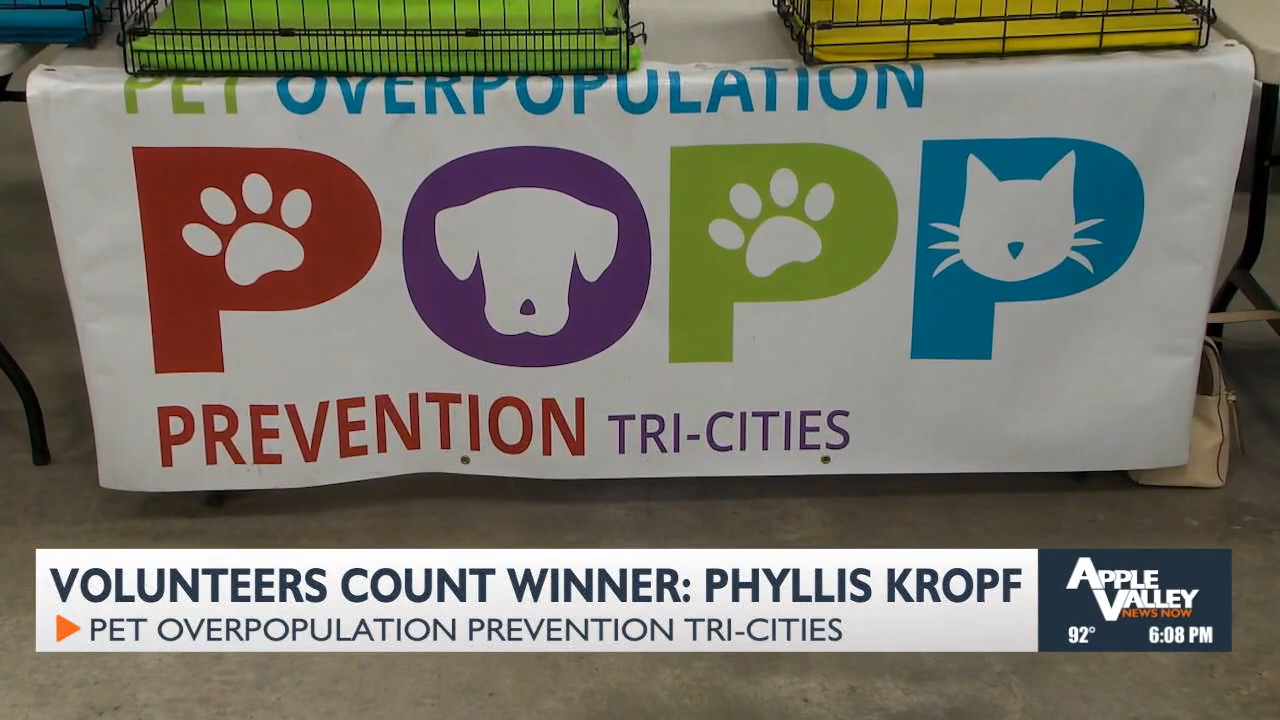 PET OVERPOPULATION
POPP
PREVENTION TRI-CITIES
VOLUNTEERS COUNT WINNER: PHYLLIS KROPF
PET OVERPOPULATION PREVENTION TRI-CITIES
APPLE
VALLEY
NEWS NOW
92° 6:08 PM